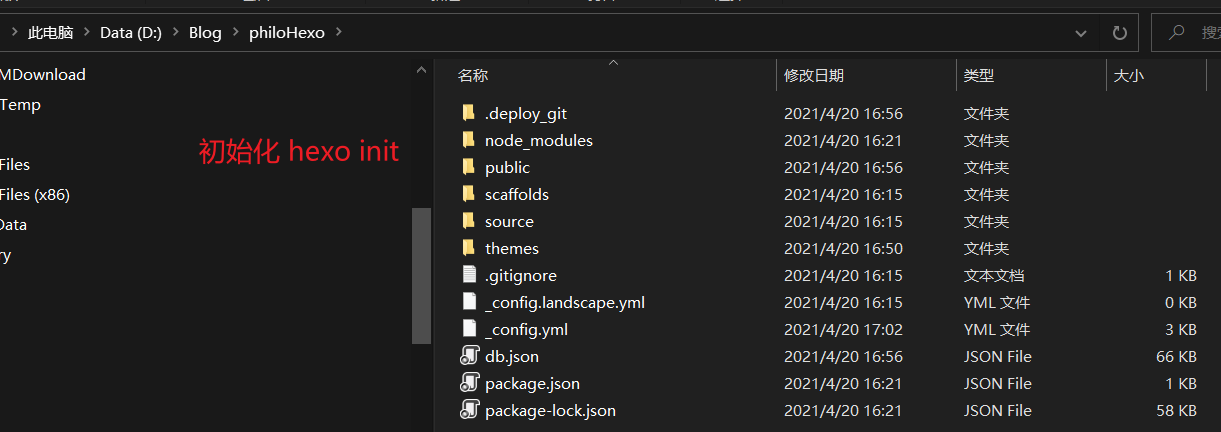 此电脑 > Data (D:) > Blog > philoHexo >
搜索
MDownload
Temp
Files
Files (x86)
Data
ry
初始化 hexo init
名称 修改日期 类型 大小
.deploy_git 2021/4/20 16:56 文件夹
node_modules 2021/4/20 16:21 文件夹
public 2021/4/20 16:56 文件夹
scaffolds 2021/4/20 16:15 文件夹
source 2021/4/20 16:15 文件夹
themes 2021/4/20 16:50 文件夹
.gitignore 2021/4/20 16:15 文本文档 1 KB
_config.landscape.yml 2021/4/20 16:15 YML 文件 0 KB
_config.yml 2021/4/20 17:02 YML 文件 3 KB
db.json 2021/4/20 16:56 JSON File 66 KB
package.json 2021/4/20 16:21 JSON File 1 KB
package-lock.json 2021/4/20 16:21 JSON File 58 KB